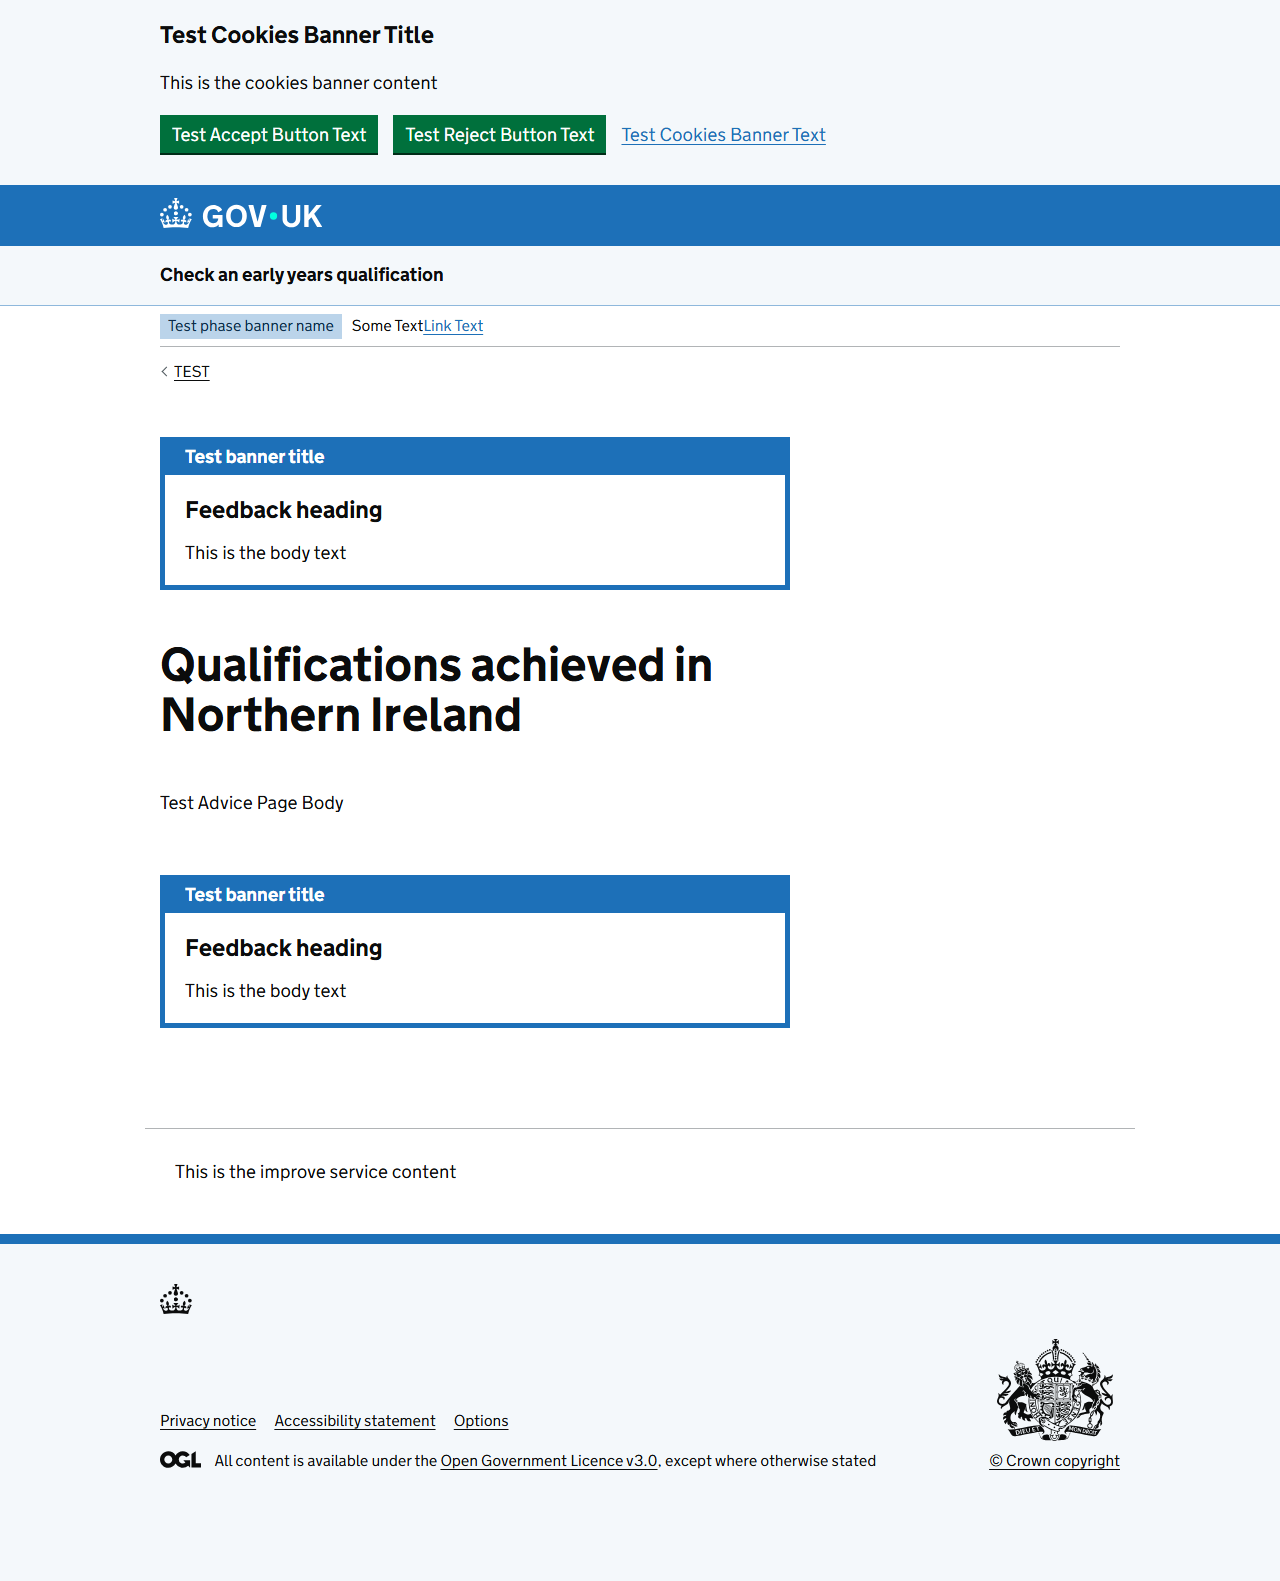 Test Cookies Banner Title
This is the cookies banner content
Test Accept Button Text Test Reject Button Text Test Cookies Banner Text
GOV·UK
Check an early years qualification
Test phase banner name Some TextLink Text
TEST
Test banner title
Feedback heading
This is the body text
Qualifications achieved in
Northern Ireland
Test Advice Page Body
Test banner title
Feedback heading
This is the body text
This is the improve service content
Privacy notice Accessibility statement Options
OGL All content is available under the Open Government Licence v3.0, except where otherwise stated
© Crown copyright